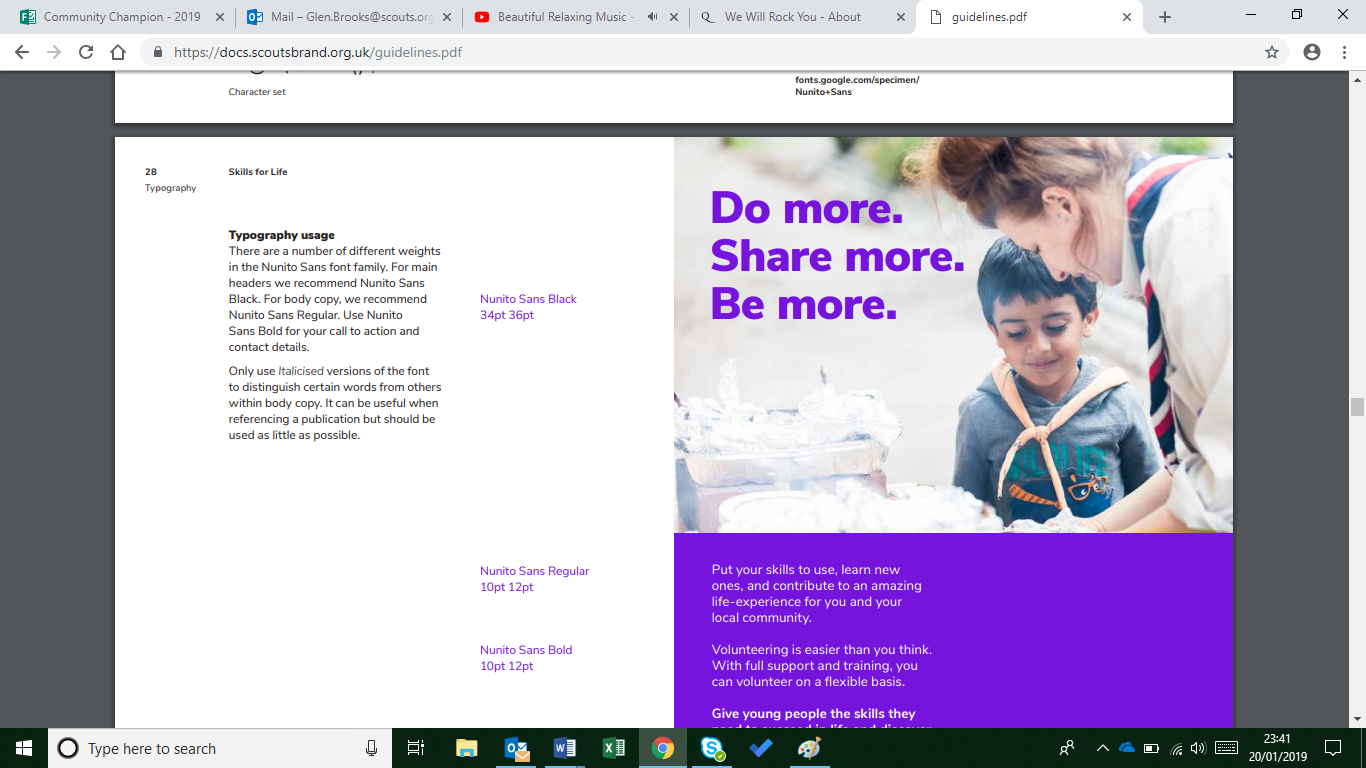 Community Champion - 2019
Mail – Glen.Brooks@scouts.org
Beautiful Relaxing Music -
We Will Rock You - About
guidelines.pdf
https://docs.scoutsbrand.org.uk/guidelines.pdf
Character set
fonts.google.com/specimen/
Nunito+Sans
28
Skills for Life
Typography
Typography usage
There are a number of different weights
in the Nunito Sans font family. For main
headers we recommend Nunito Sans
Black. For body copy, we recommend
Nunito Sans Regular. Use Nunito
Sans Bold for your call to action and
contact details.
Only use Italicised versions of the font
to distinguish certain words from others
within body copy. It can be useful when
referencing a publication but should be
used as little as possible.
Nunito Sans Black
34pt 36pt
Nunito Sans Regular
10pt 12pt
Nunito Sans Bold
10pt 12pt
Do more.
Share more.
Be more.
Put your skills to use, learn new
ones, and contribute to an amazing
life-experience for you and your
local community.
Volunteering is easier than you think.
With full support and training, you
can volunteer on a flexible basis.
Give young people the skills they
need to succeed in life and discover
Type here to search
23:41
20/01/2019